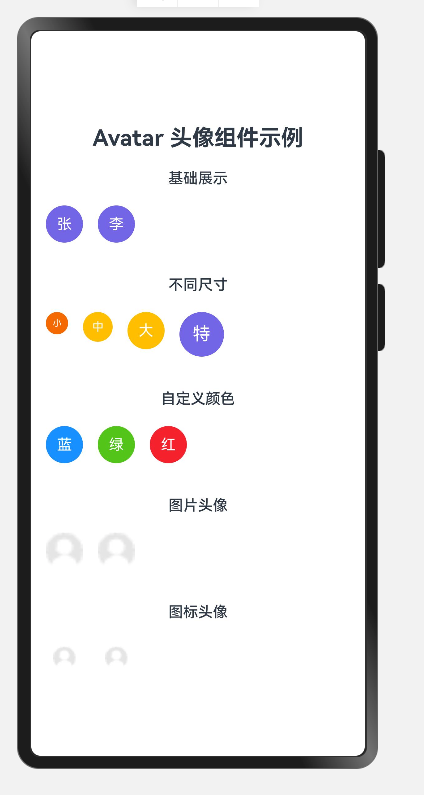 Avatar 头像组件示例
基础展示
张 李
不同尺寸
小 中 大 特
自定义颜色
蓝 绿 红
图片头像
图标头像